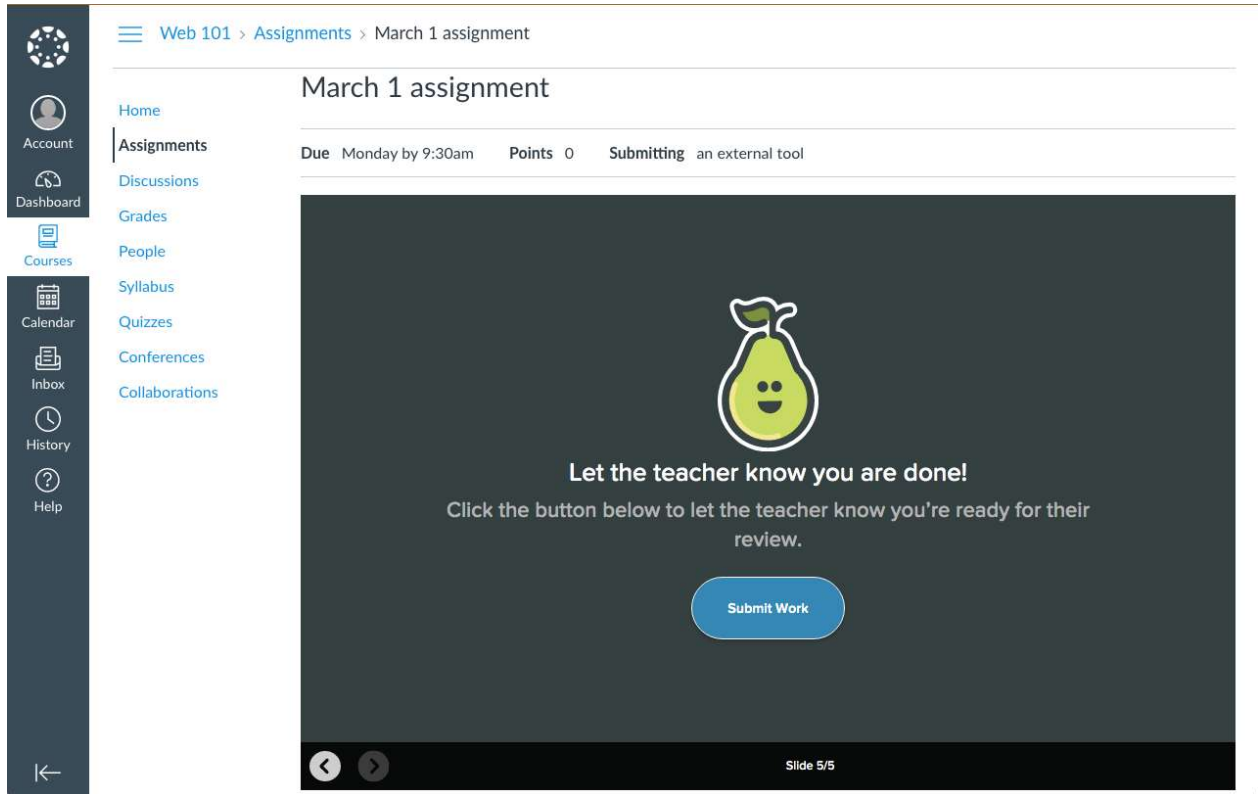 Web 101 > Assignments > March 1 assignment
March 1 assignment
Account
Dashboard
Courses
Calendar
Inbox
History
Help
Home
Assignments
Discussions
Grades
People
Syllabus
Quizzes
Conferences
Collaborations
Due Monday by 9:30am Points 0 Submitting an external tool
Let the teacher know you are done!
Click the button below to let the teacher know you're ready for their
review.
Submit Work
Slide 5/5